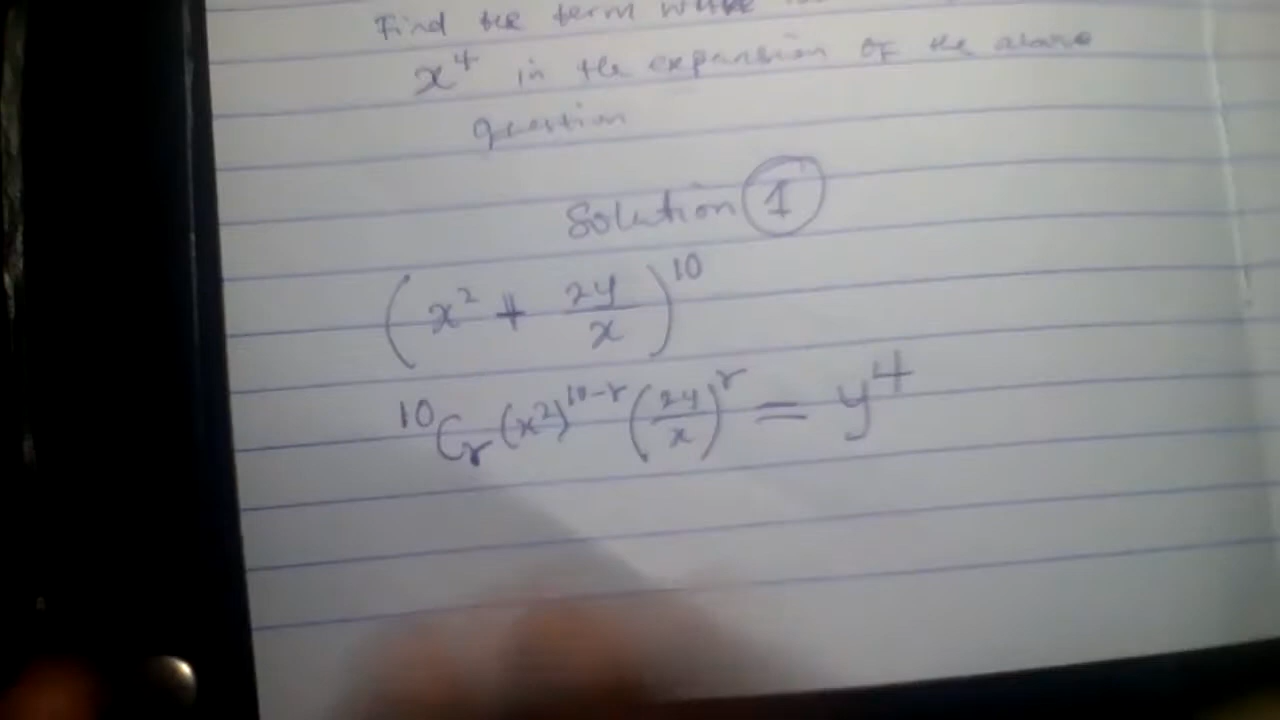 Find the term
x⁴ in the expansion of the above
question
Solution 1
(x² + 2y/x)¹⁰
¹⁰Cᵣ (x²)¹⁰⁻ʳ (2y/x)ʳ = y⁴